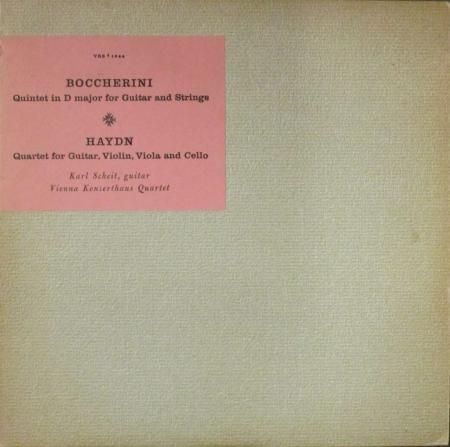 BOCCHERINI
Quintet in D major for Guitar and Strings
HAYDN
Quartet for Guitar, Violin, Viola and Cello
Karl Scheit, guitar
Vienna Konzerthaus Quartet